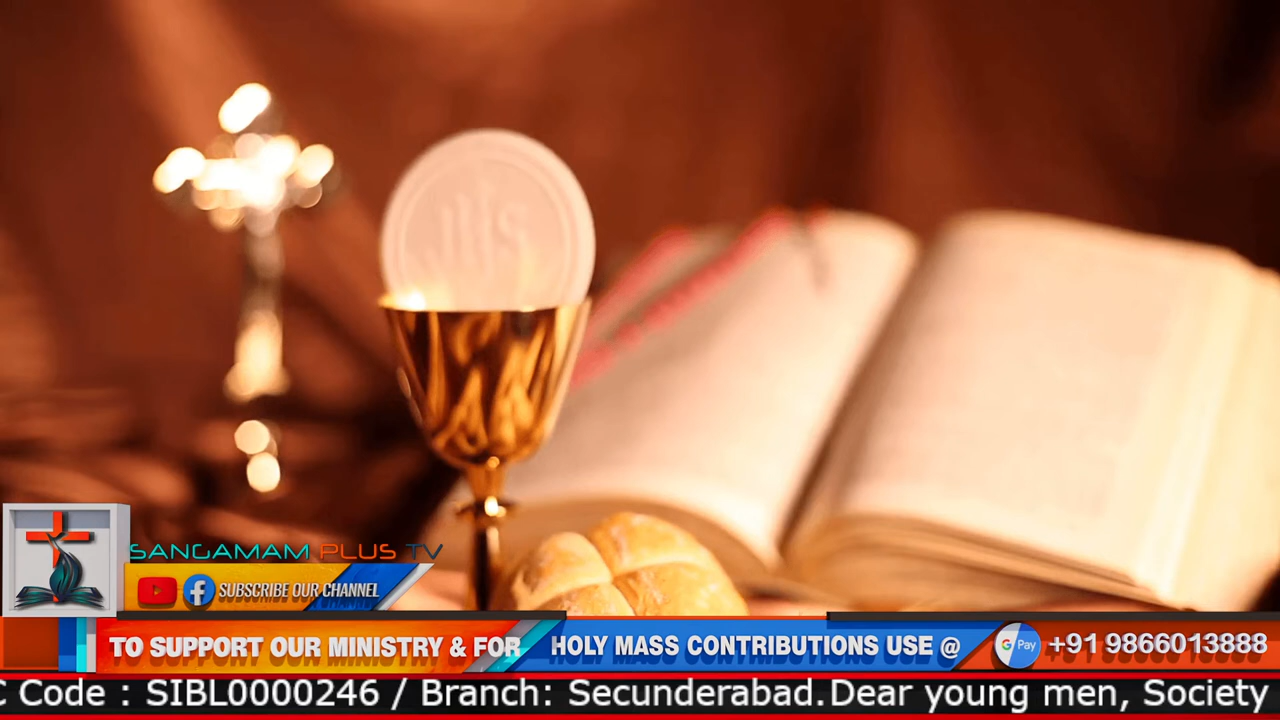 IHS
SANGAMAM PLUS TV
SUBSCRIBE OUR CHANNEL
TO SUPPORT OUR MINISTRY & FOR HOLY MASS CONTRIBUTIONS USE @ G Pay +91 9866013888
C Code : SIBL0000246 / Branch: Secunderabad.Dear young men, Society